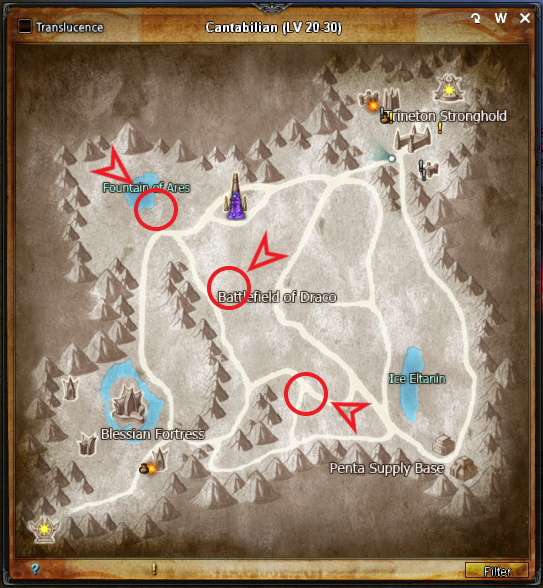 Translucence
Cantabilian (LV 20-30)
W
Trineton Stronghold
Fountain of Ares
Battlefield of Draco
Ice Eltanin
Blessian Fortress
Penta Supply Base
?
!
Filter